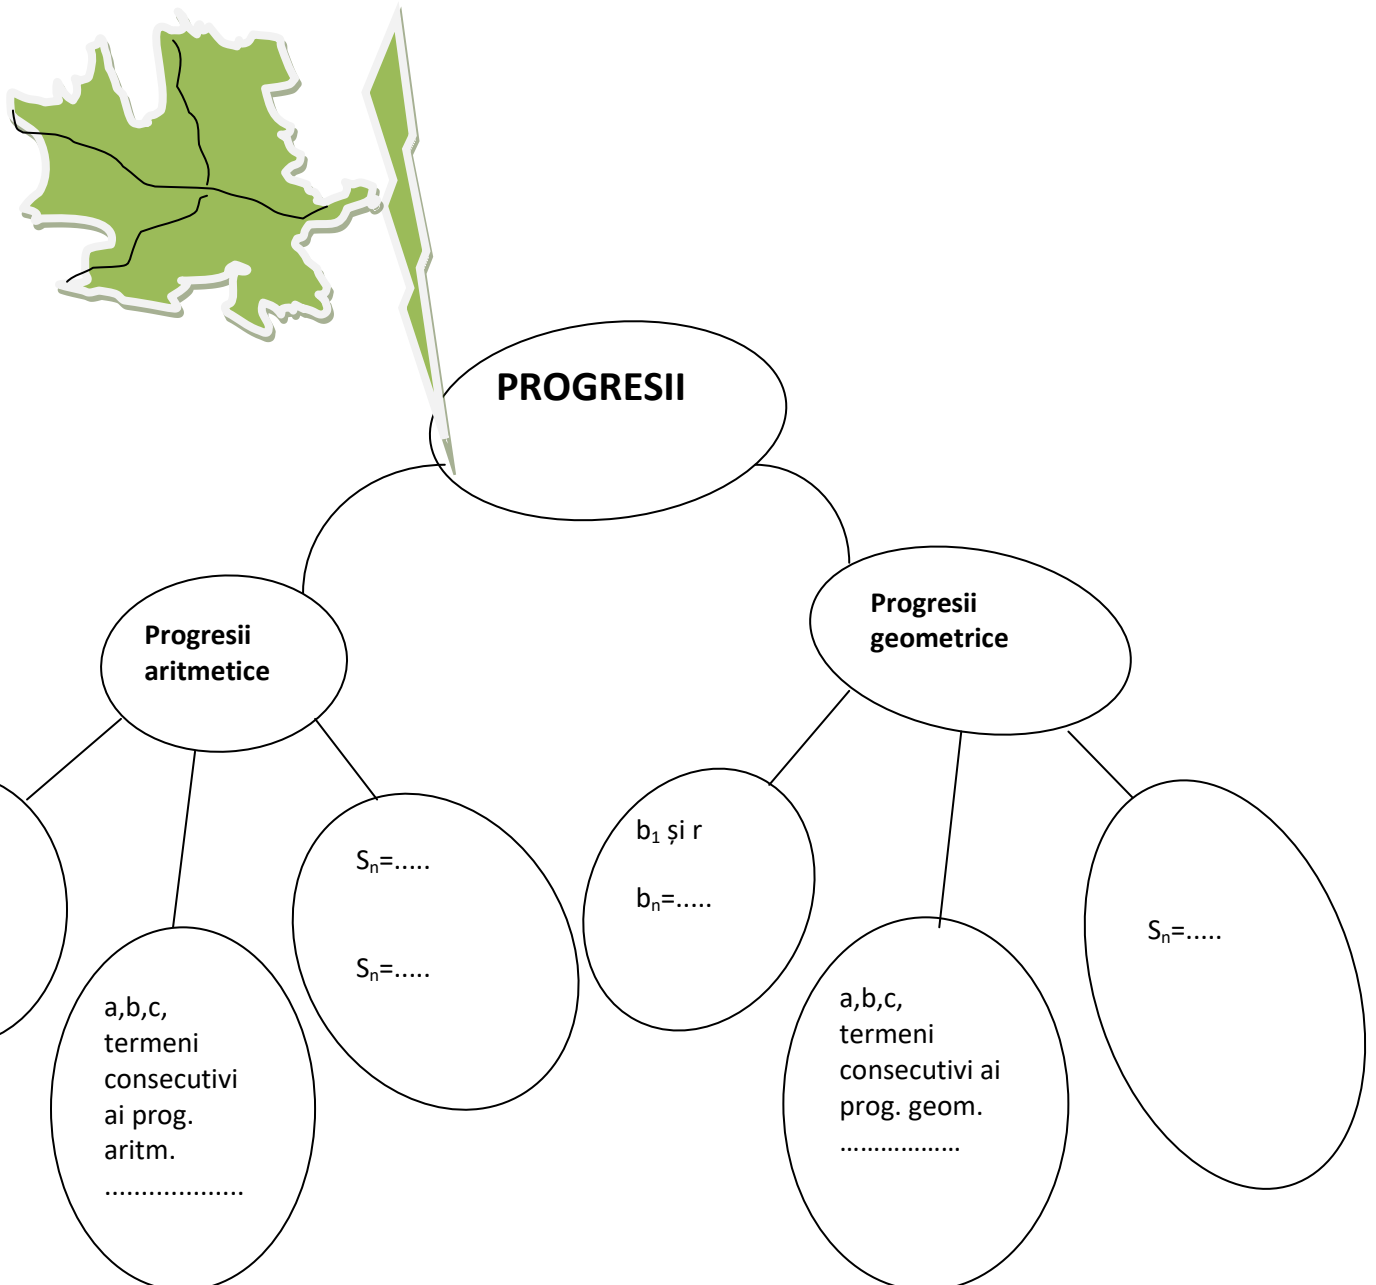 PROGRESII
Progresii
aritmetice
Progresii
geometrice
S₁ₙ=.....
Sₙ=.....
a,b,c,
termeni
consecutivi
ai prog.
aritm.
...................
b₁ și r
bₙ=.....
a,b,c,
termeni
consecutivi ai
prog. geom.
………………
Sₙ=.....